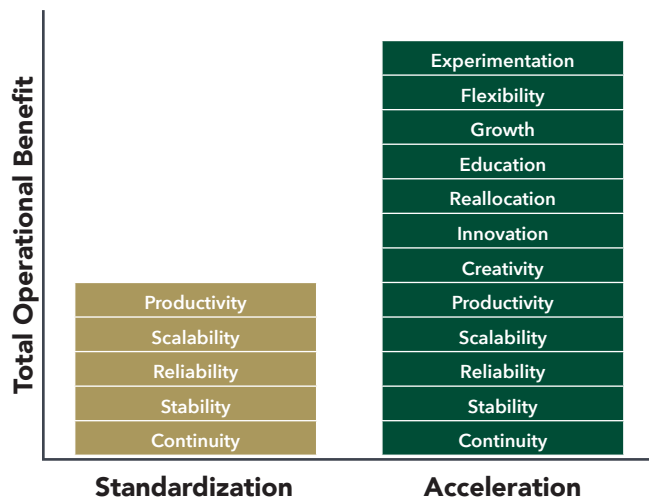 Total Operational Benefit
Experimentation
Flexibility
Growth
Education
Reallocation
Innovation
Creativity
Productivity
Productivity
Scalability
Scalability
Reliability
Reliability
Stability
Stability
Continuity
Continuity
Standardization
Acceleration